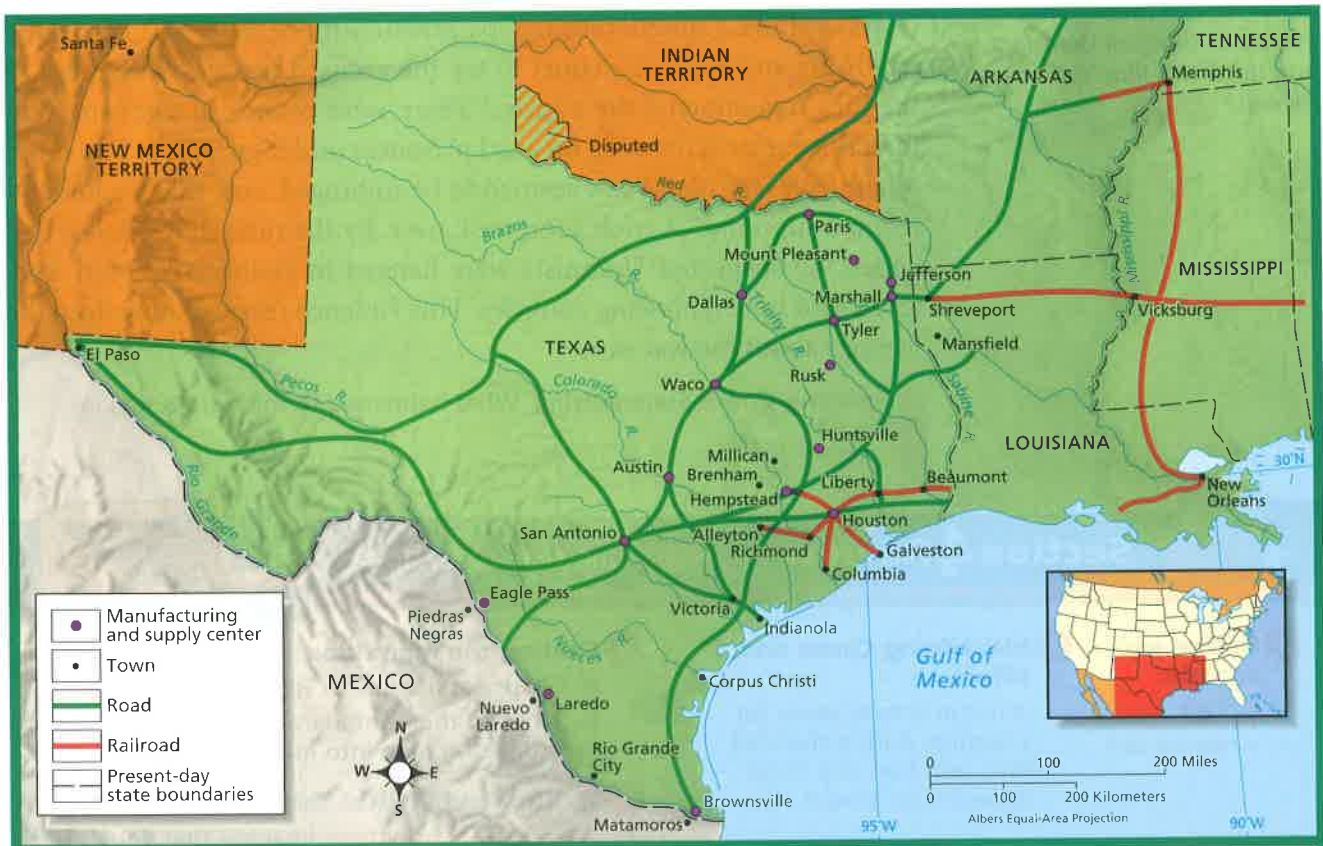 Santa Fe
INDIAN
TERRITORY
TENNESSEE
ARKANSAS
Memphis
NEW MEXICO
TERRITORY
Disputed
Red R.
Mississippi R.
Paris
Brazos R.
Mount Pleasant
Jefferson
MISSISSIPPI
Dallas
Trinity R.
Marshall
Shreveport
Vicksburg
Tyler
El Paso
TEXAS
Mansfield
Pecos R.
Colorado R.
Waco
Rusk
Sabine R.
Huntsville
LOUISIANA
Millican
Rio Grande
Austin
Brenham
Liberty
Beaumont
30°N
Hempstead
New
Orleans
San Antonio
Alleyton
Houston
Richmond
Galveston
Columbia
Eagle Pass
Piedras
Negras
Victoria
Indianola
Nueces R.
Gulf of
Mexico
MEXICO
Corpus Christi
Laredo
Nuevo
Laredo
Rio Grande
City
Brownsville
Matamoros
Manufacturing
and supply center
Town
Road
Railroad
Present-day
state boundaries
N
W E
S
0 100 200 Miles
0 100 200 Kilometers
Albers Equal-Area Projection
95°W
90°W